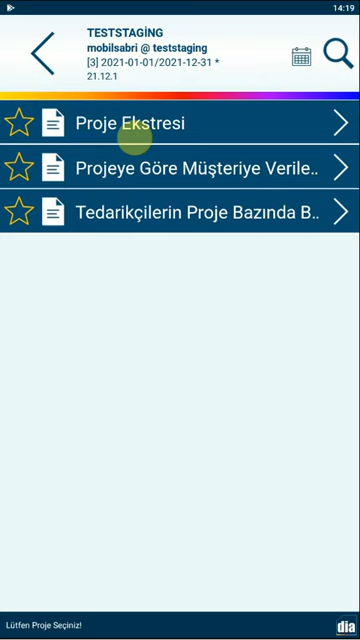 14:19
TESTSTAGİNG
mobilsabri @ teststaging
[3] 2021-01-01/2021-12-31 *
21.12.1
Proje Ekstresi
Projeye Göre Müşteriye Verile..
Tedarikçilerin Proje Bazında B..
Lütfen Proje Seçiniz!
dia